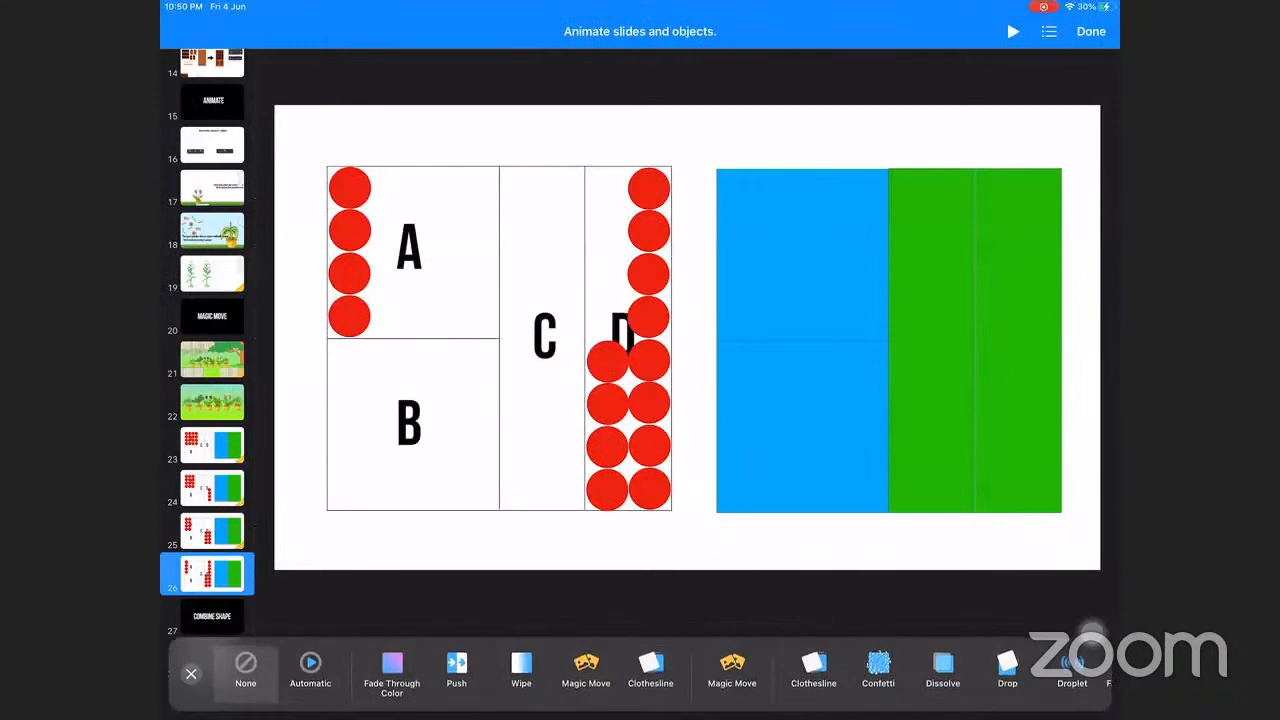 10:50 PM Fri 4 Jun
30%
Animate slides and objects.
Done
14
ANIMATE
15
16
17
18
19
MAGIC MOVE
20
21
22
23
24
25
26
COMBINE SHAPE
27
A
B
C
D
None
Automatic
Fade Through
Color
Push
Wipe
Magic Move
Clothesline
Magic Move
Clothesline
Confetti
Dissolve
Drop
Droplet
zoom